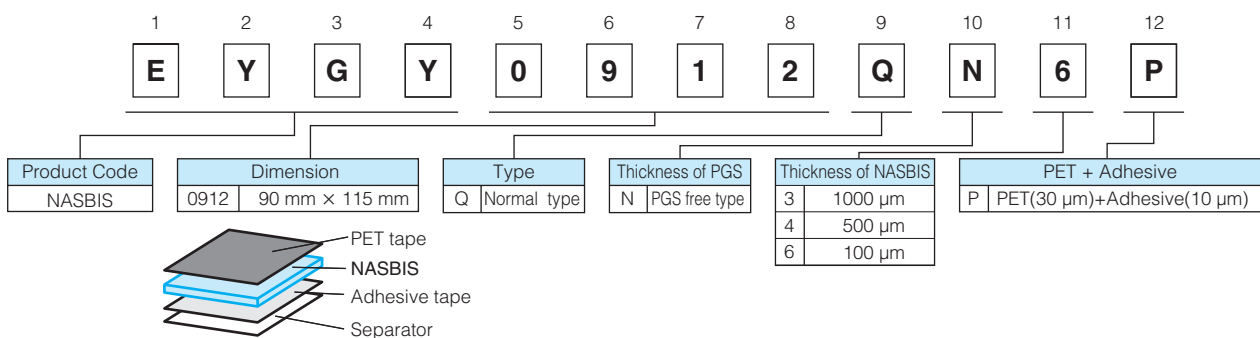 1 2 3 4 5 6 7 8 9 10 11 12
E Y G Y 0 9 1 2 Q N 6 P
Product Code Dimension Type Thickness of PGS Thickness of NASBIS PET + Adhesive
NASBIS 0912 90 mm × 115 mm Q Normal type N PGS free type 3 1000 µm P PET(30 µm)+Adhesive(10 µm)
4 500 µm
6 100 µm
PET tape
NASBIS
Adhesive tape
Separator